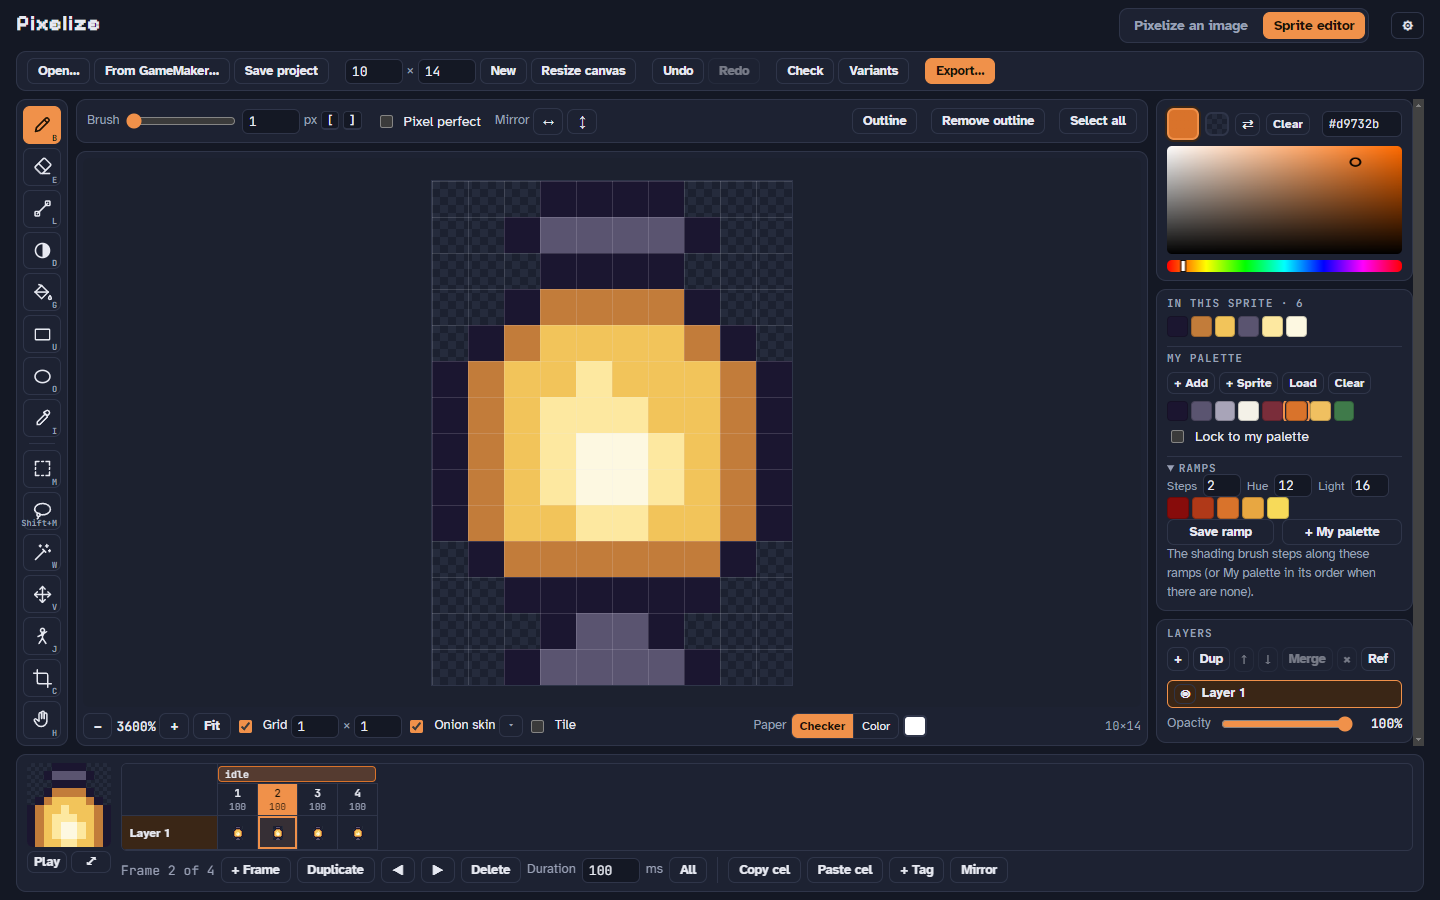 Pixelize
Pixelize an image Sprite editor
Open... From GameMaker... Save project 10 × 14 New Resize canvas Undo Redo Check Variants Export...
Brush 1 px [ ] Pixel perfect Mirror ↔ ↕ Outline Remove outline Select all
B
E
L
D
G
U
O
I
M
Shift+M
W
V
J
C
H
⇄ Clear #d9732b
IN THIS SPRITE · 6
MY PALETTE
+ Add + Sprite Load Clear
Lock to my palette
▼ RAMPS
Steps 2 Hue 12 Light 16
Save ramp + My palette
The shading brush steps along these
ramps (or My palette in its order when
there are none).
LAYERS
+ Dup ↑ ↓ Merge × Ref
Layer 1
Opacity 100%
− 3600% + Fit Grid 1 × 1 Onion skin Tile Paper Checker Color 10×14
idle
1 2 3 4
100 100 100 100
Layer 1
Play
Frame 2 of 4 + Frame Duplicate ◀ ▶ Delete Duration 100 ms All Copy cel Paste cel + Tag Mirror